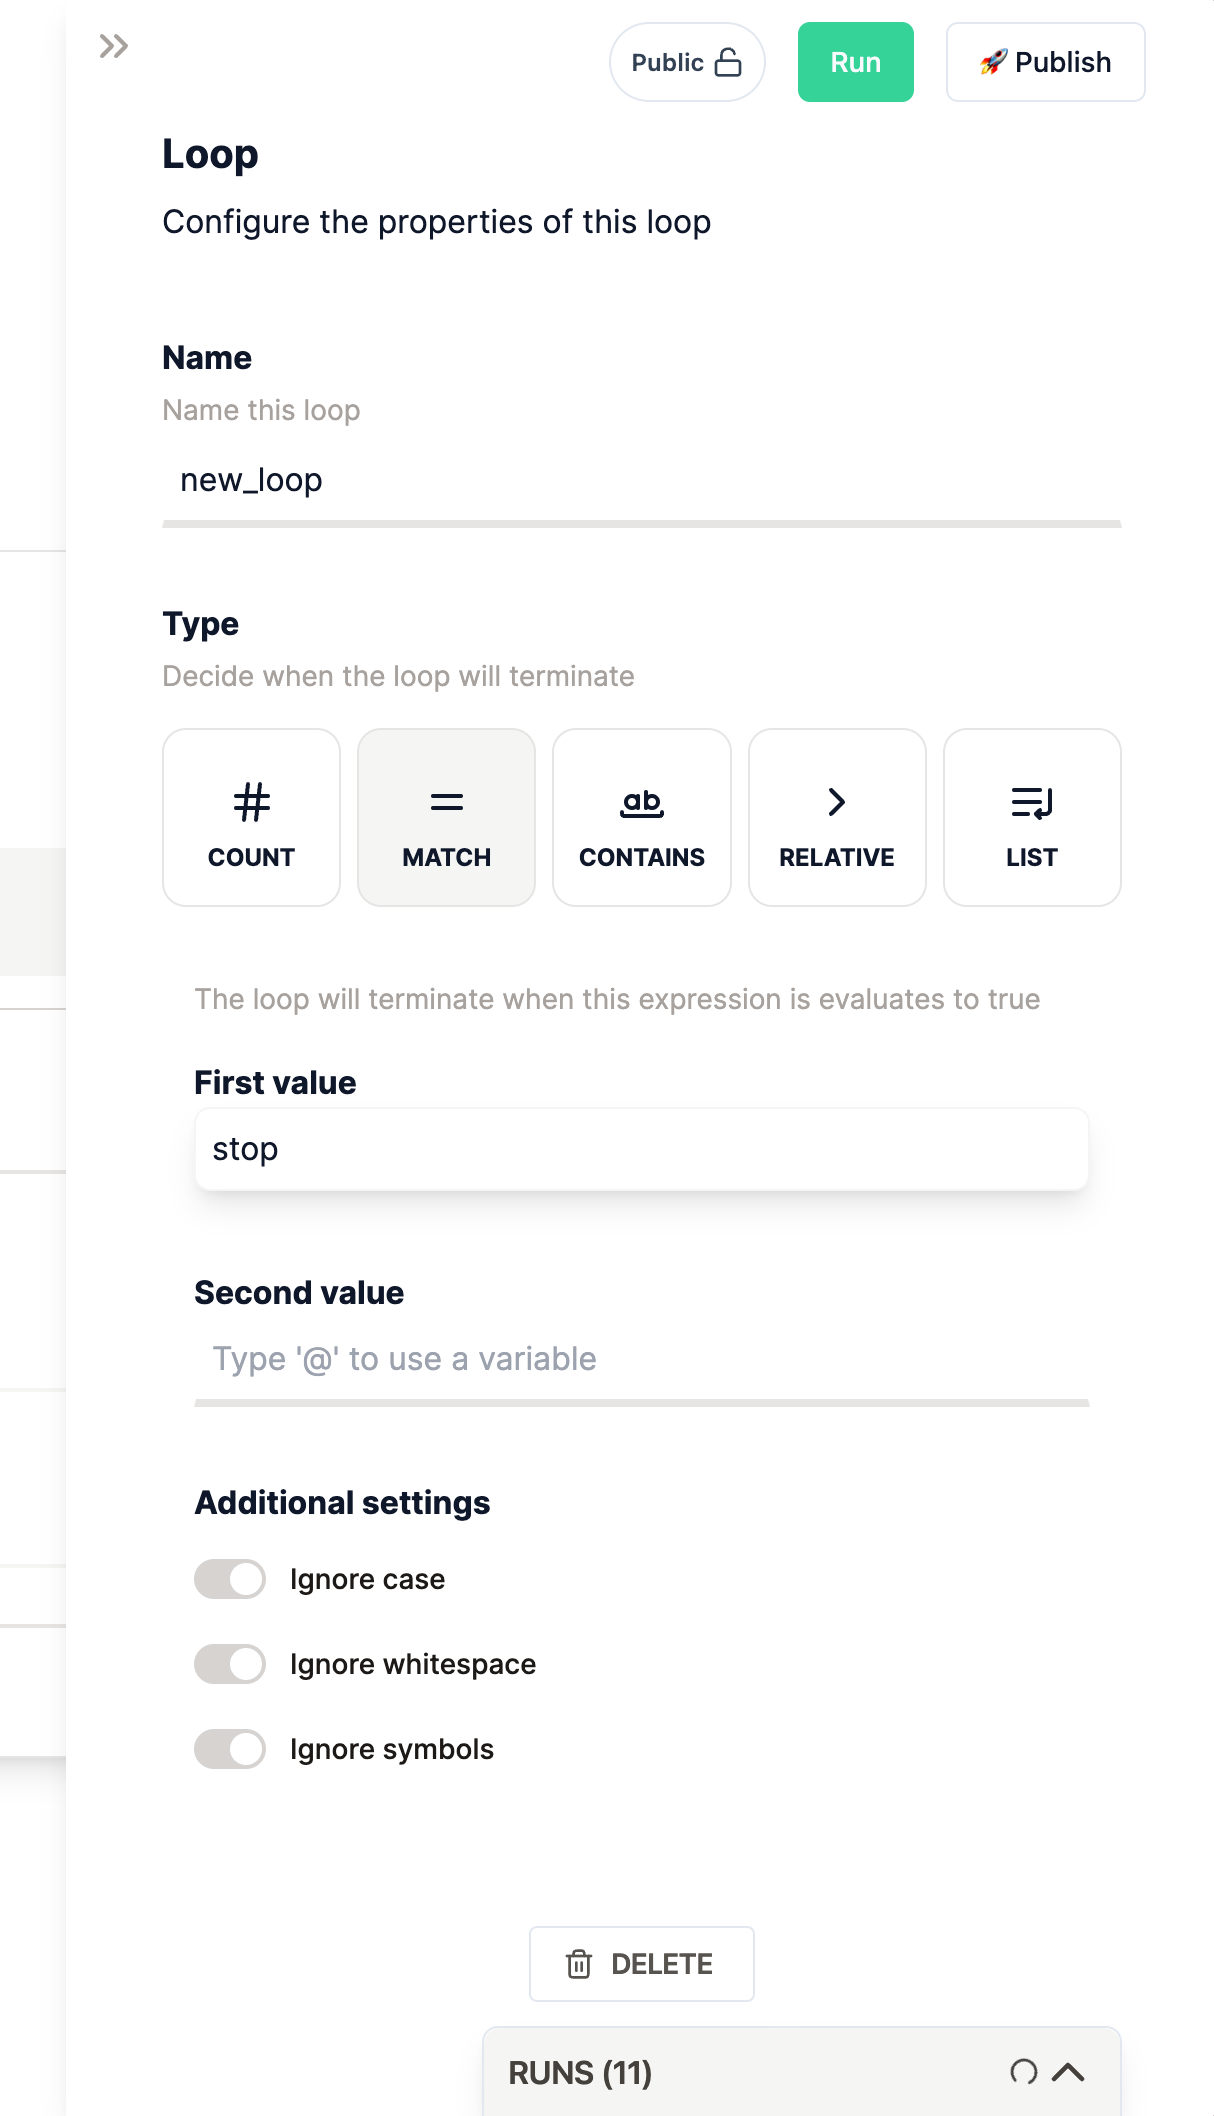 Public
Run
🚀 Publish
Loop
Configure the properties of this loop
Name
Name this loop
new_loop
Type
Decide when the loop will terminate
COUNT
MATCH
ab
CONTAINS
RELATIVE
LIST
The loop will terminate when this expression is evaluates to true
First value
stop
Second value
Type '@' to use a variable
Additional settings
Ignore case
Ignore whitespace
Ignore symbols
DELETE
RUNS (11)